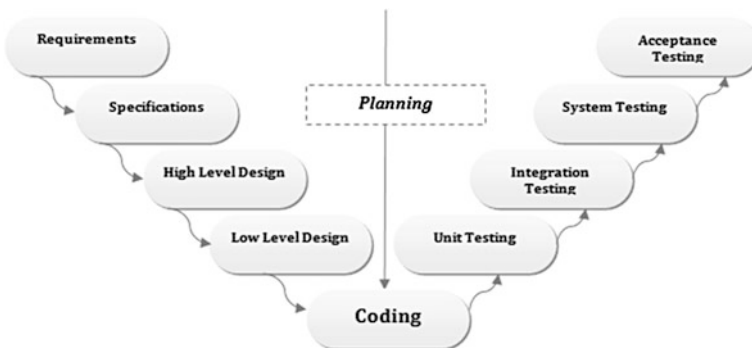 Requirements
Acceptance
Testing
Planning
Specifications
System Testing
High Level Design
Integration
Testing
Low Level Design
Unit Testing
Coding